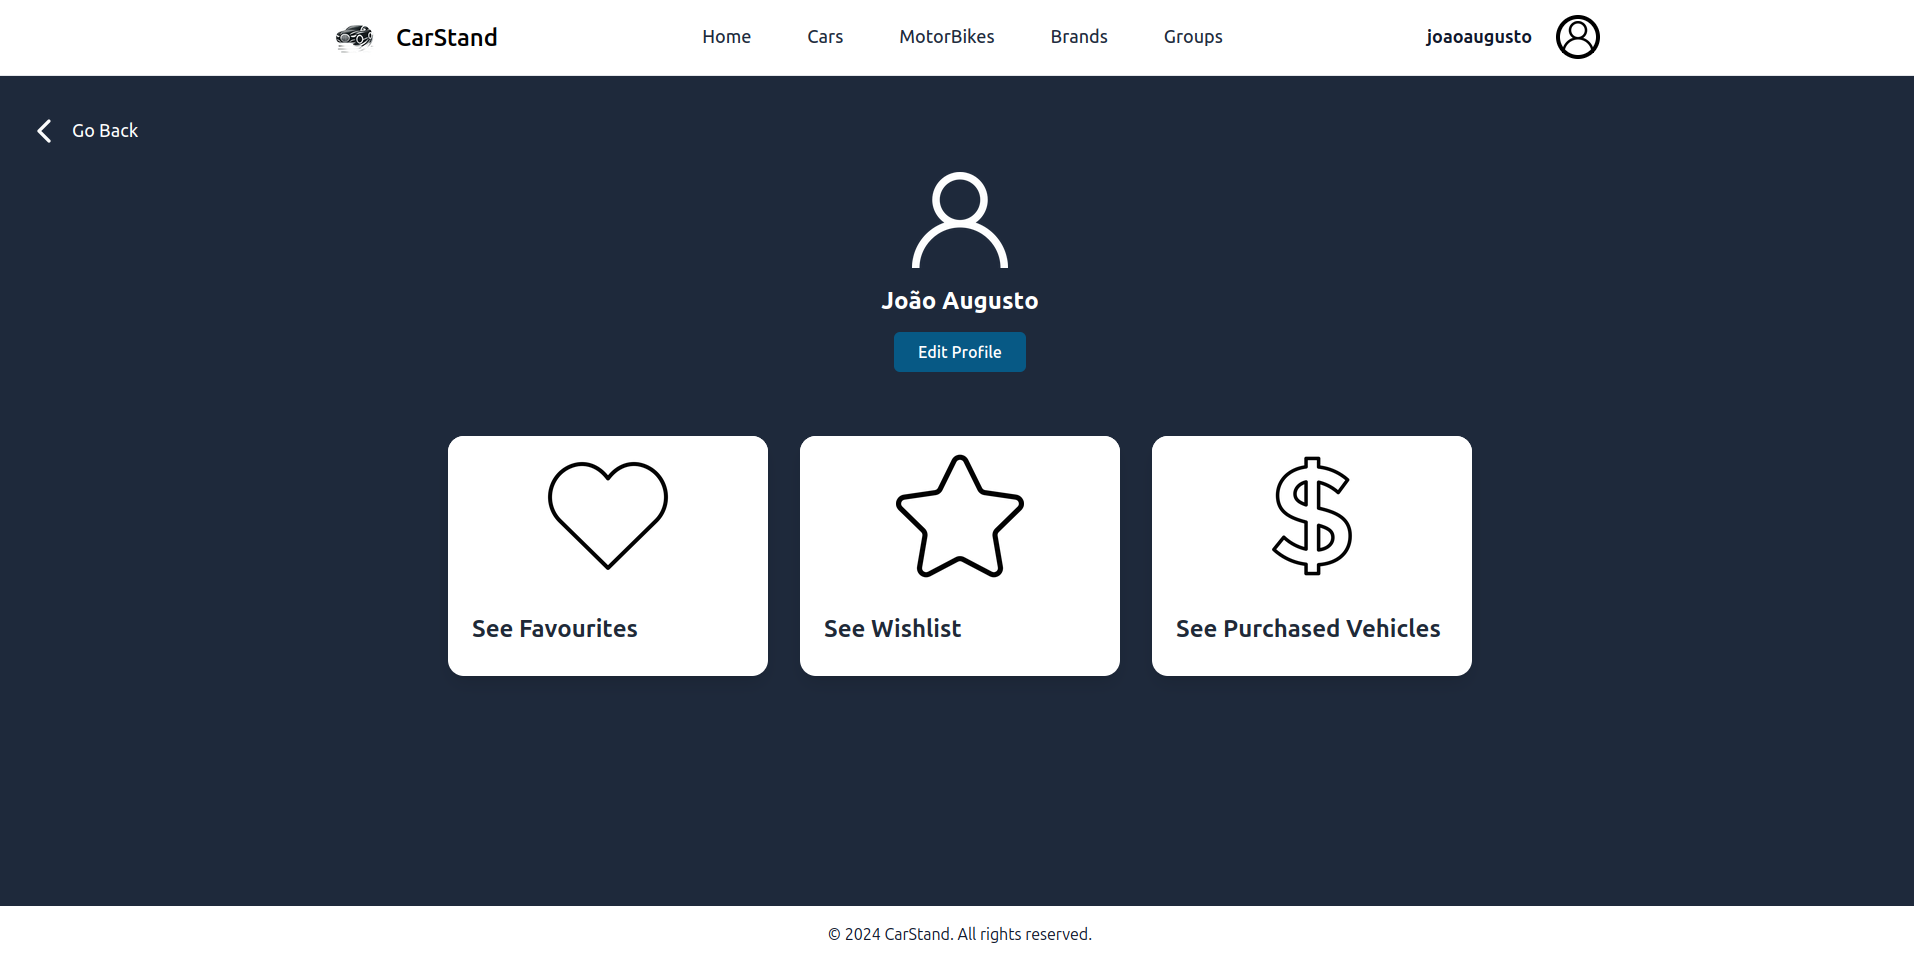 CarStand
Home
Cars
MotorBikes
Brands
Groups
joaoaugusto
Go Back
João Augusto
Edit Profile
See Favourites
See Wishlist
See Purchased Vehicles
© 2024 CarStand. All rights reserved.